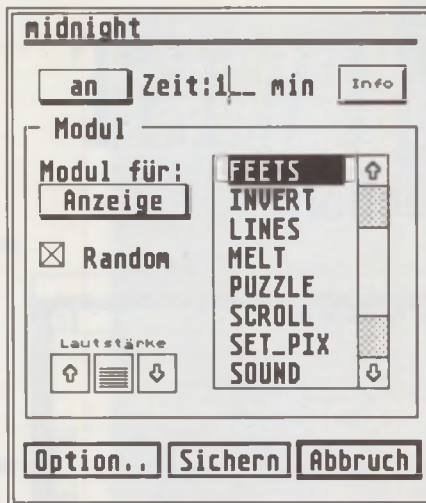 midnight
an Zeit:1__ min Info
Modul
Modul für:
Anzeige
Random
Lautstärke
FEETS
INVERT
LINES
MELT
PUZZLE
SCROLL
SET_PIX
SOUND
Option.. Sichern Abbruch